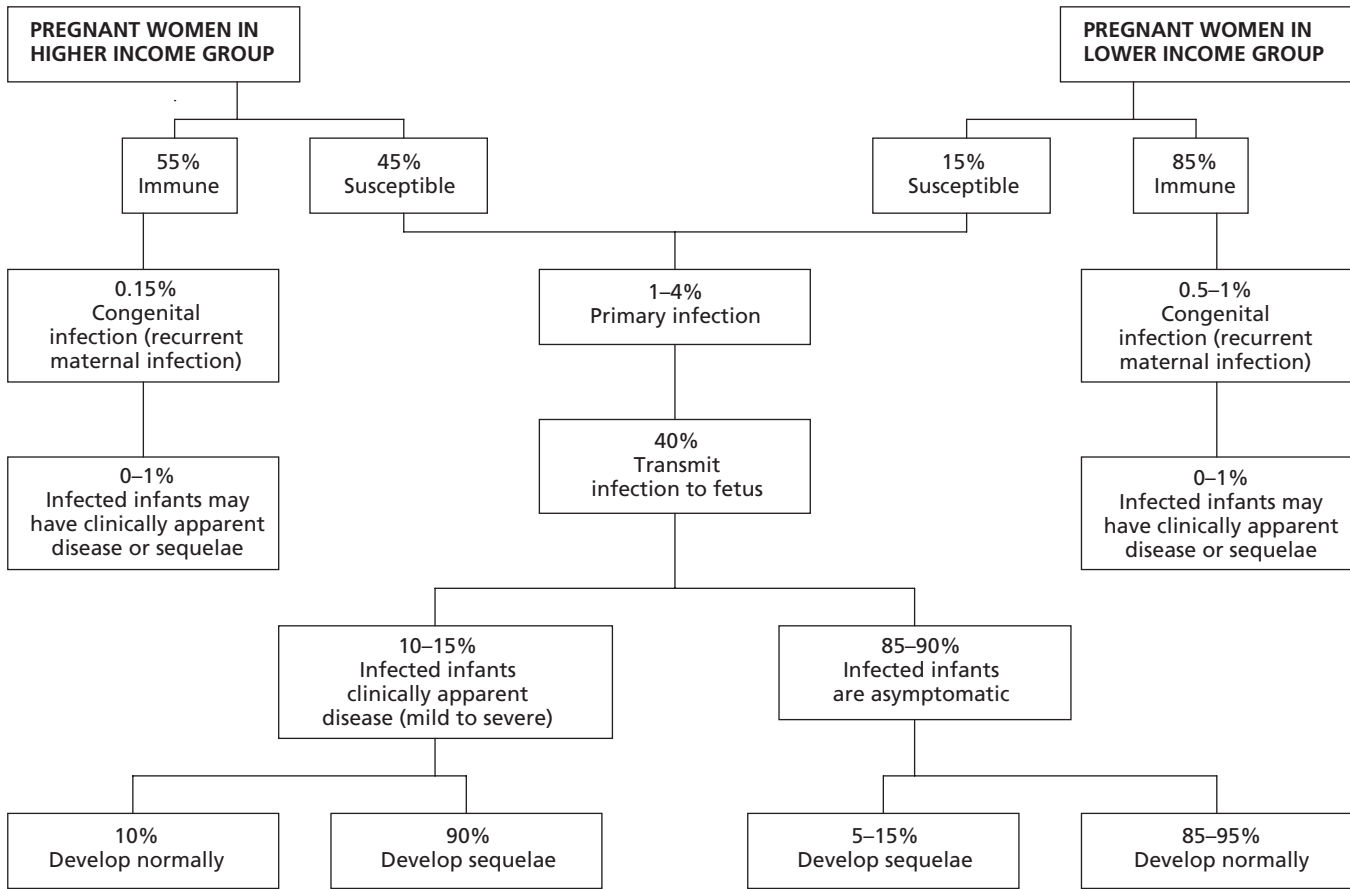 PREGNANT WOMEN IN
HIGHER INCOME GROUP
PREGNANT WOMEN IN
LOWER INCOME GROUP
55%
Immune
45%
Susceptible
15%
Susceptible
85%
Immune
0.15%
Congenital
infection (recurrent
maternal infection)
1–4%
Primary infection
0.5–1%
Congenital
infection (recurrent
maternal infection)
40%
Transmit
infection to fetus
0–1%
Infected infants may
have clinically apparent
disease or sequelae
0–1%
Infected infants may
have clinically apparent
disease or sequelae
10–15%
Infected infants
clinically apparent
disease (mild to severe)
85–90%
Infected infants
are asymptomatic
10%
Develop normally
90%
Develop sequelae
5–15%
Develop sequelae
85–95%
Develop normally